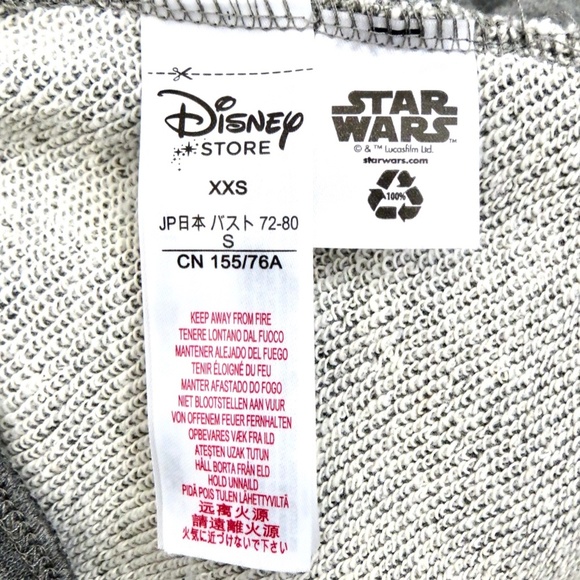 Disney
STORE
XXS
JP日本 バスト 72-80
S
CN 155/76A
KEEP AWAY FROM FIRE
TENERE LONTANO DAL FUOCO
MANTENER ALEJADO DEL FUEGO
TENIR ÉLOIGNÉ DU FEU
MANTER AFASTADO DO FOGO
NIET BLOOTSTELLEN AAN VUUR
VON OFFENEM FEUER FERNHALTEN
OPBEVARES VÆK FRA ILD
ATEŞTEN UZAK TUTUN
HÅLL BORTA FRÅN ELD
HOLD UNNAILD
PIDÄ POIS TULEN LÄHETTYVILTÄ
远离火源
請遠離火源
火気に近づけないで下さい
STAR
WARS
© & ™ Lucasfilm Ltd.
starwars.com
100%